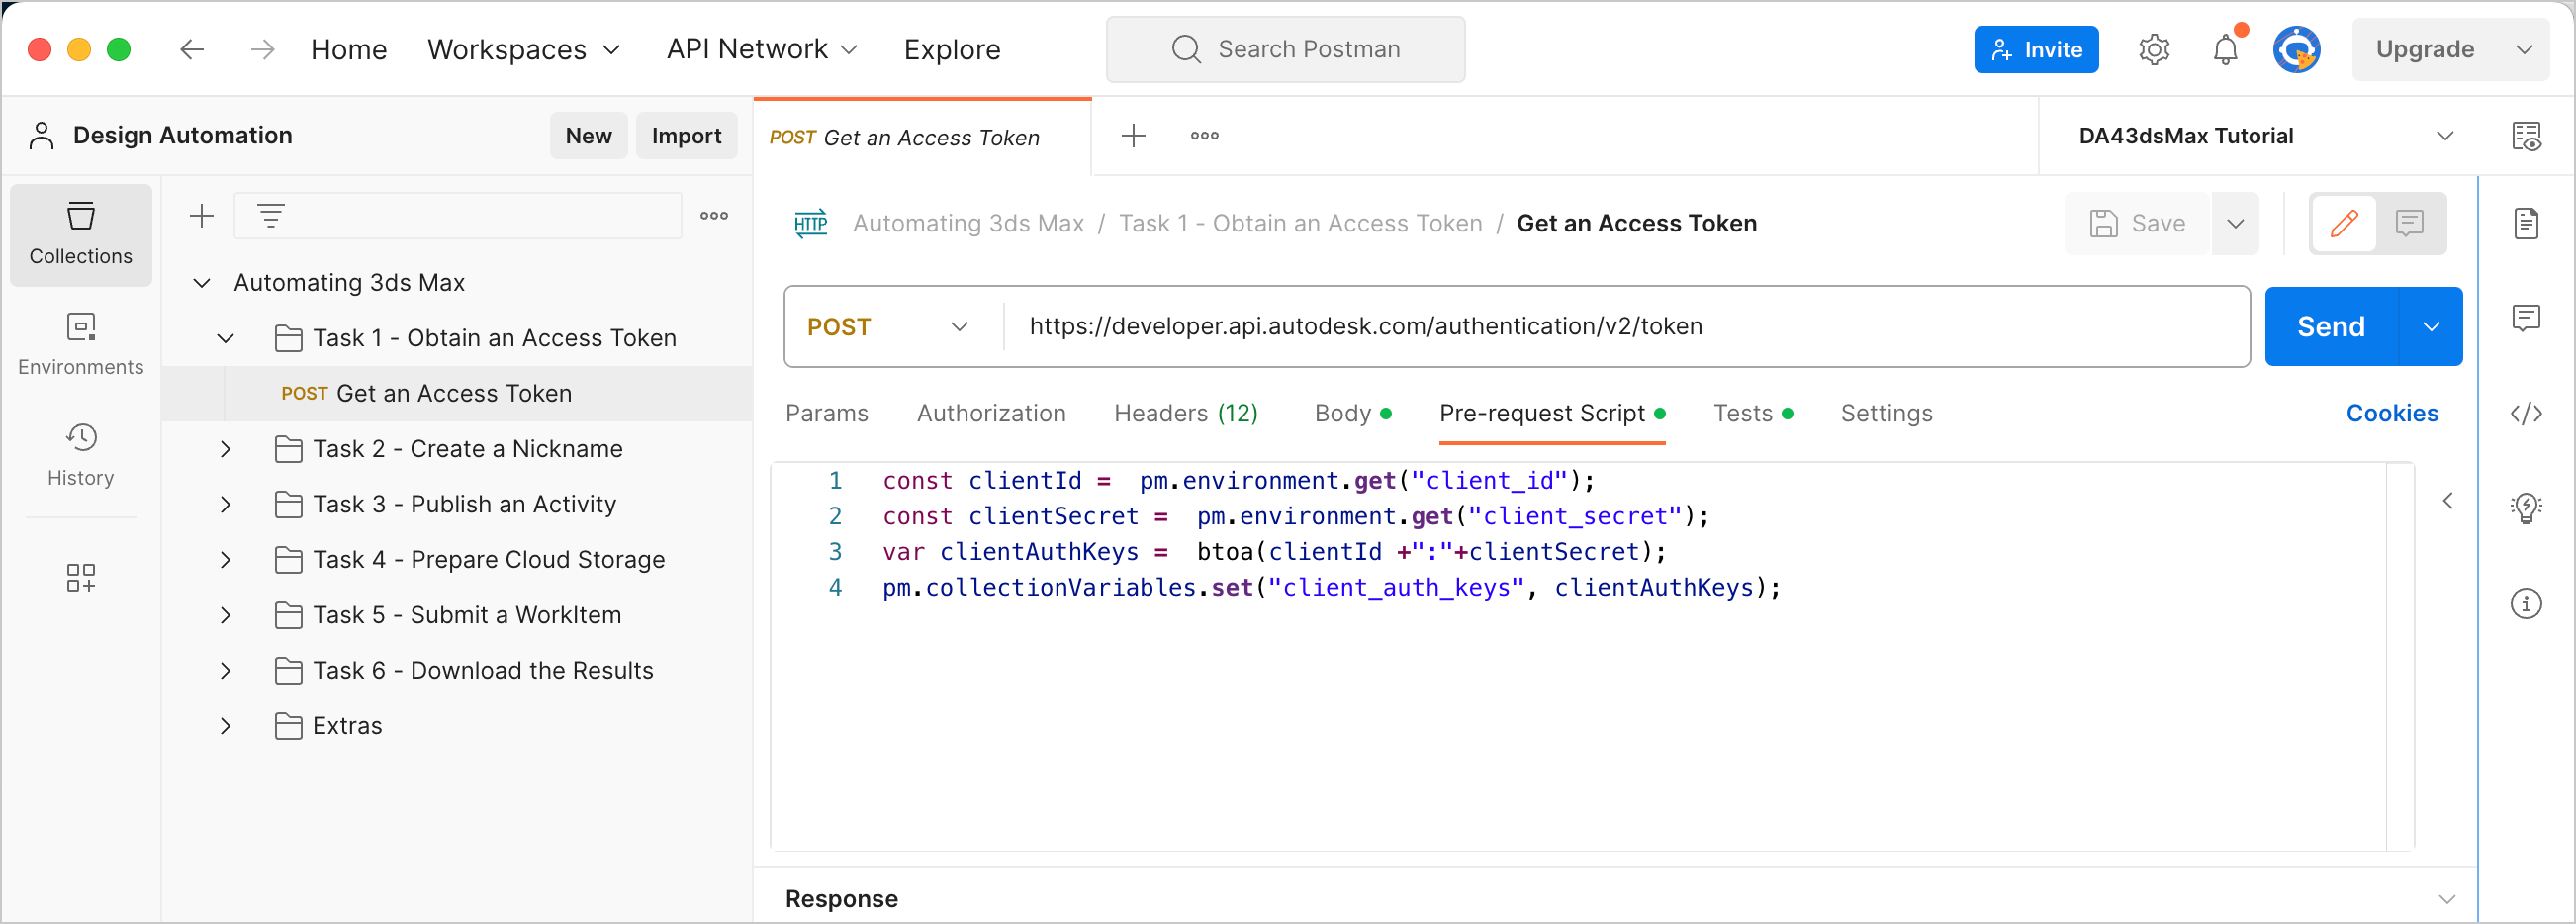 Home Workspaces API Network Explore Search Postman Invite Upgrade
Design Automation New Import
POST Get an Access Token
DA43dsMax Tutorial
Collections
Environments
History
Automating 3ds Max
Task 1 - Obtain an Access Token
POST Get an Access Token
Task 2 - Create a Nickname
Task 3 - Publish an Activity
Task 4 - Prepare Cloud Storage
Task 5 - Submit a WorkItem
Task 6 - Download the Results
Extras
HTTP Automating 3ds Max / Task 1 - Obtain an Access Token / Get an Access Token Save
POST https://developer.api.autodesk.com/authentication/v2/token Send
Params Authorization Headers (12) Body Pre-request Script Tests Settings Cookies
1 const clientId = pm.environment.get("client_id");
2 const clientSecret = pm.environment.get("client_secret");
3 var clientAuthKeys = btoa(clientId +":"+clientSecret);
4 pm.collectionVariables.set("client_auth_keys", clientAuthKeys);
Response